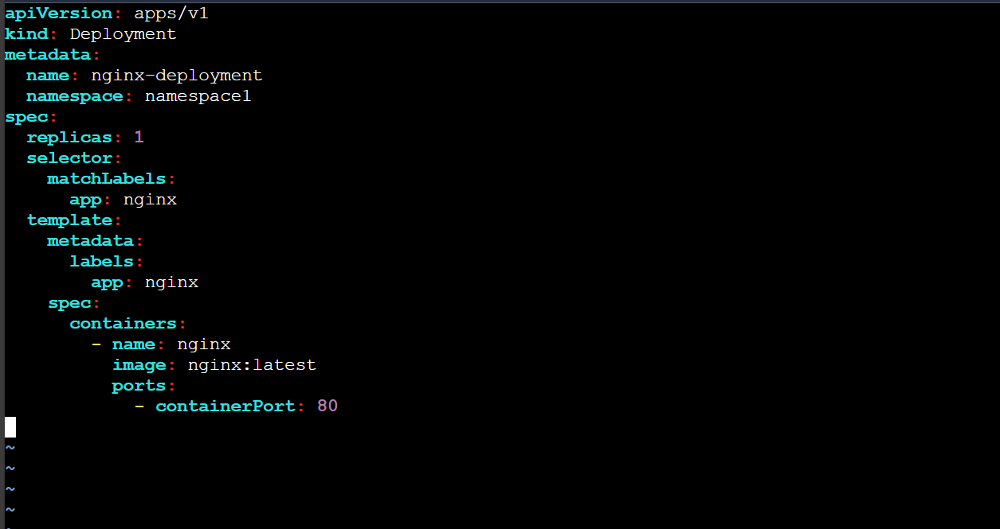 apiVersion: apps/v1
kind: Deployment
metadata:
  name: nginx-deployment
  namespace: namespace1
spec:
  replicas: 1
  selector:
    matchLabels:
      app: nginx
  template:
    metadata:
      labels:
        app: nginx
    spec:
      containers:
        - name: nginx
          image: nginx:latest
          ports:
            - containerPort: 80
~
~
~
~